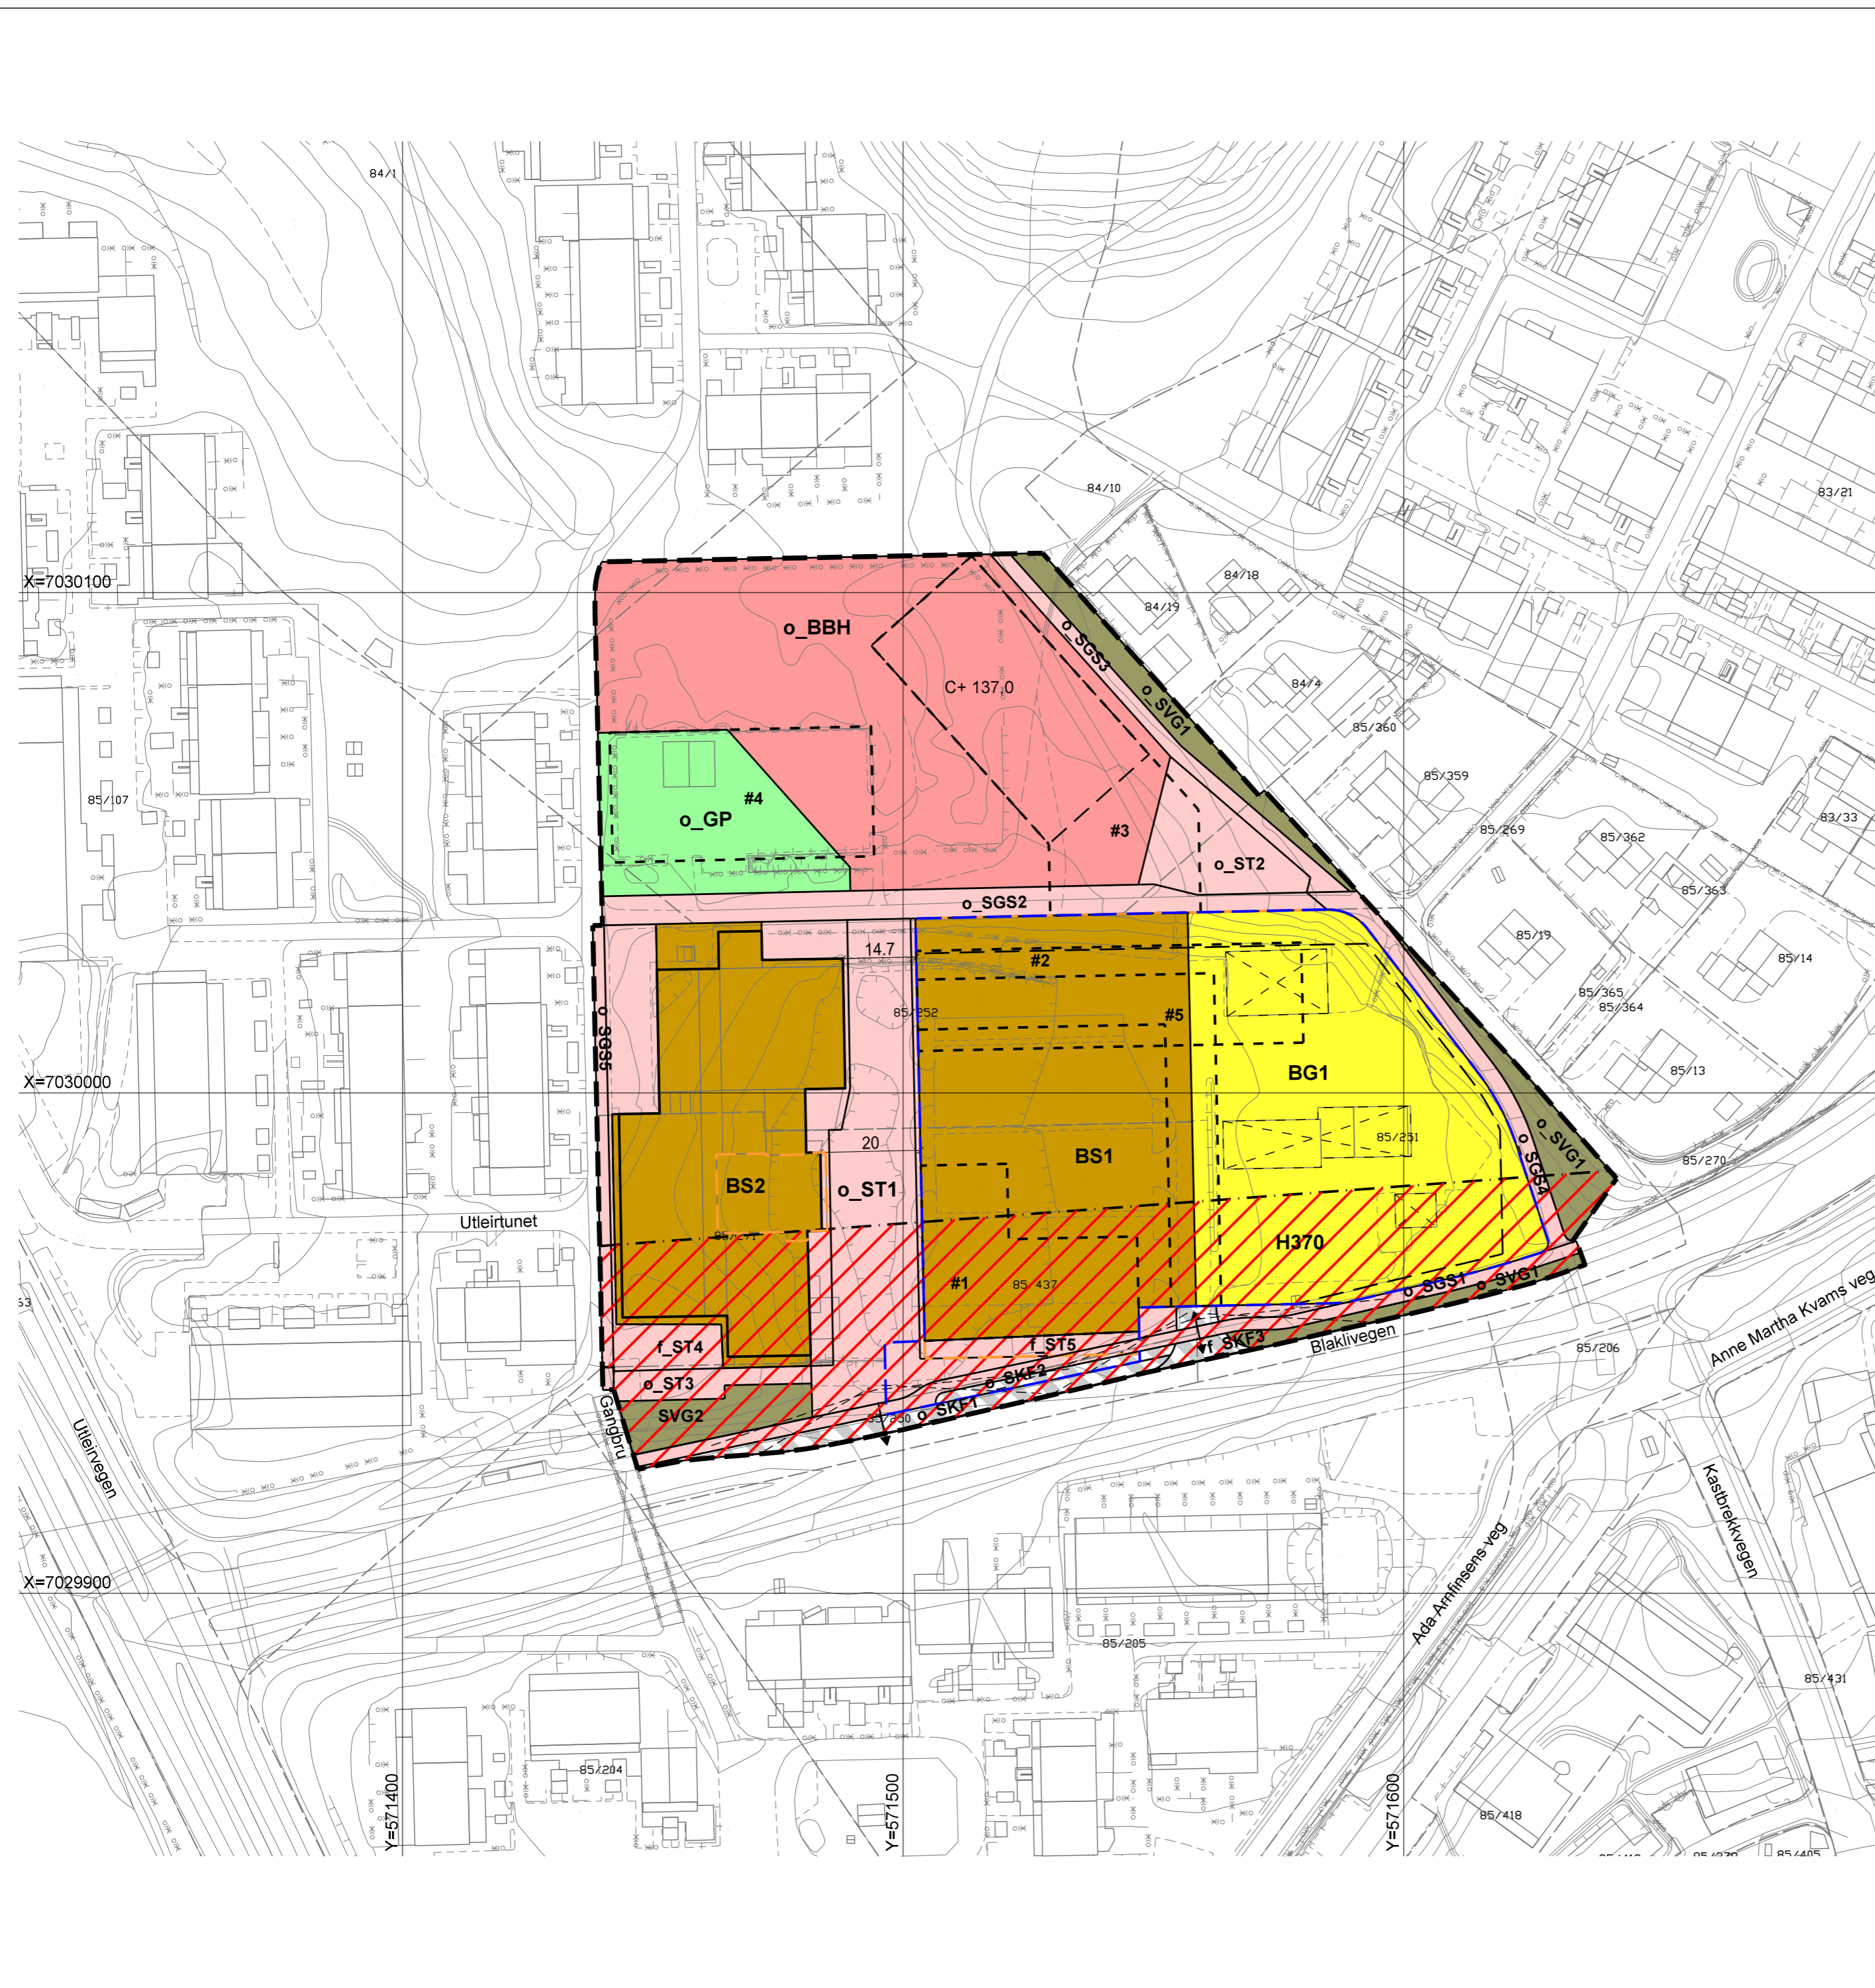 84/1
84/10
83/21
X=7030100
84/18
84/19
o_BBH
o_SGS3
C+ 137,0
84/4
o_SVG1
85/360
85/359
85/107
#4
o_GP
#3
85/269
85/362
83/33
o_ST2
85/363
o_SGS2
85/19
14.7
#2
85/14
85/365
85/364
85/252
#5
o_SGS5
BG1
85/13
X=7030000
20
85/251
o_SVG1
BS1
o_SGS4
85/270
BS2
o_ST1
Utleirtunet
H370
#1
85 437
o_SGS1
o_SVG1
f_ST4
f_ST5
f_SKF3
Blaklivegen
Anne Martha Kvams veg
85/206
o_SKF2
o_ST3
o_SKF1
SVG2
Gangbru
Utleirvegen
Kastbrekkvegen
Ada Arnfinsens veg
X=7029900
85/205
85/431
85/204
Y=571400
Y=571500
Y=571600
85/418
85/405